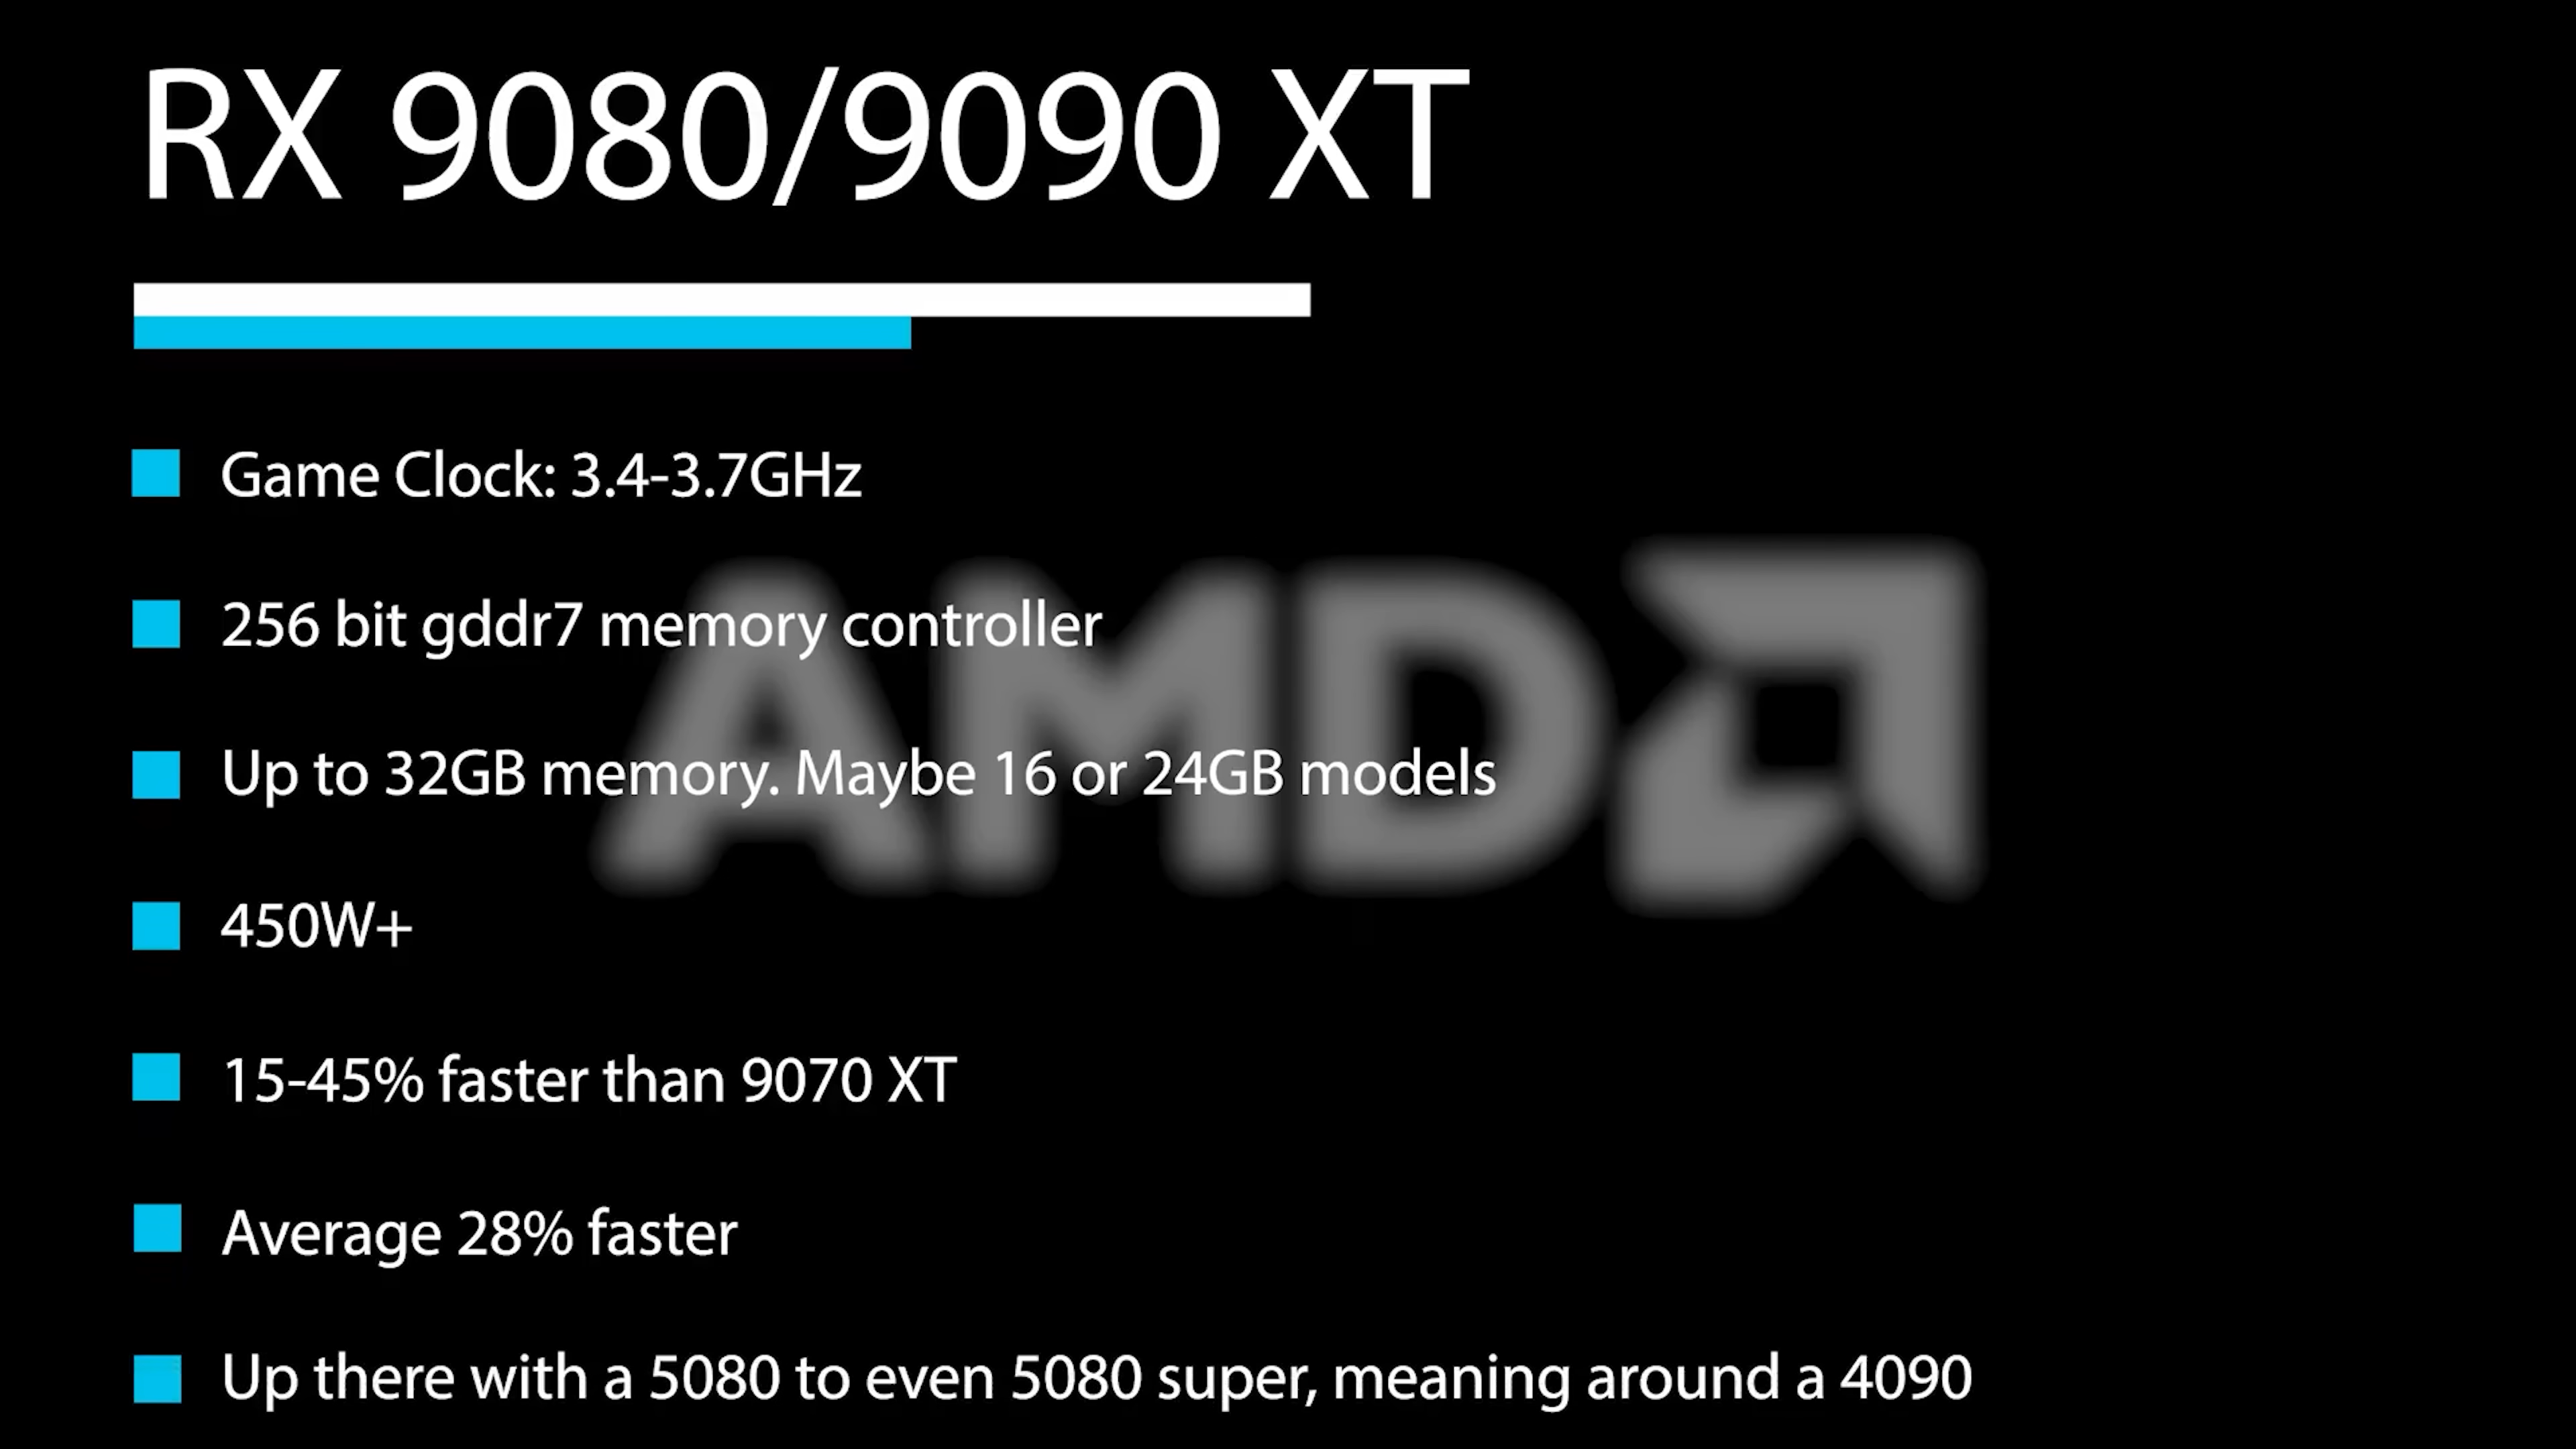 RX 9080/9090 XT
Game Clock: 3.4-3.7GHz
256 bit gddr7 memory controller
Up to 32GB memory. Maybe 16 or 24GB models
AMD
450W+
15-45% faster than 9070 XT
Average 28% faster
Up there with a 5080 to even 5080 super, meaning around a 4090